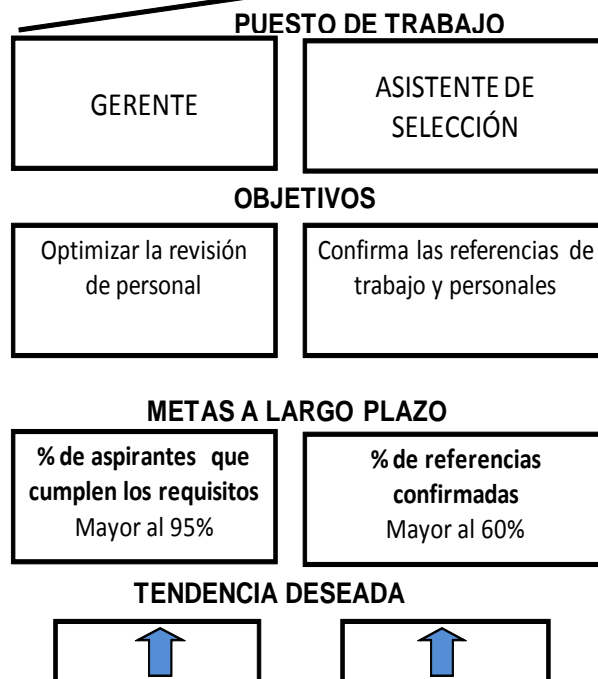 PUESTO DE TRABAJO
GERENTE
ASISTENTE DE
SELECCIÓN
OBJETIVOS
Optimizar la revisión
de personal
Confirma las referencias de
trabajo y personales
METAS A LARGO PLAZO
% de aspirantes que
cumplen los requisitos
Mayor al 95%
% de referencias
confirmadas
Mayor al 60%
TENDENCIA DESEADA